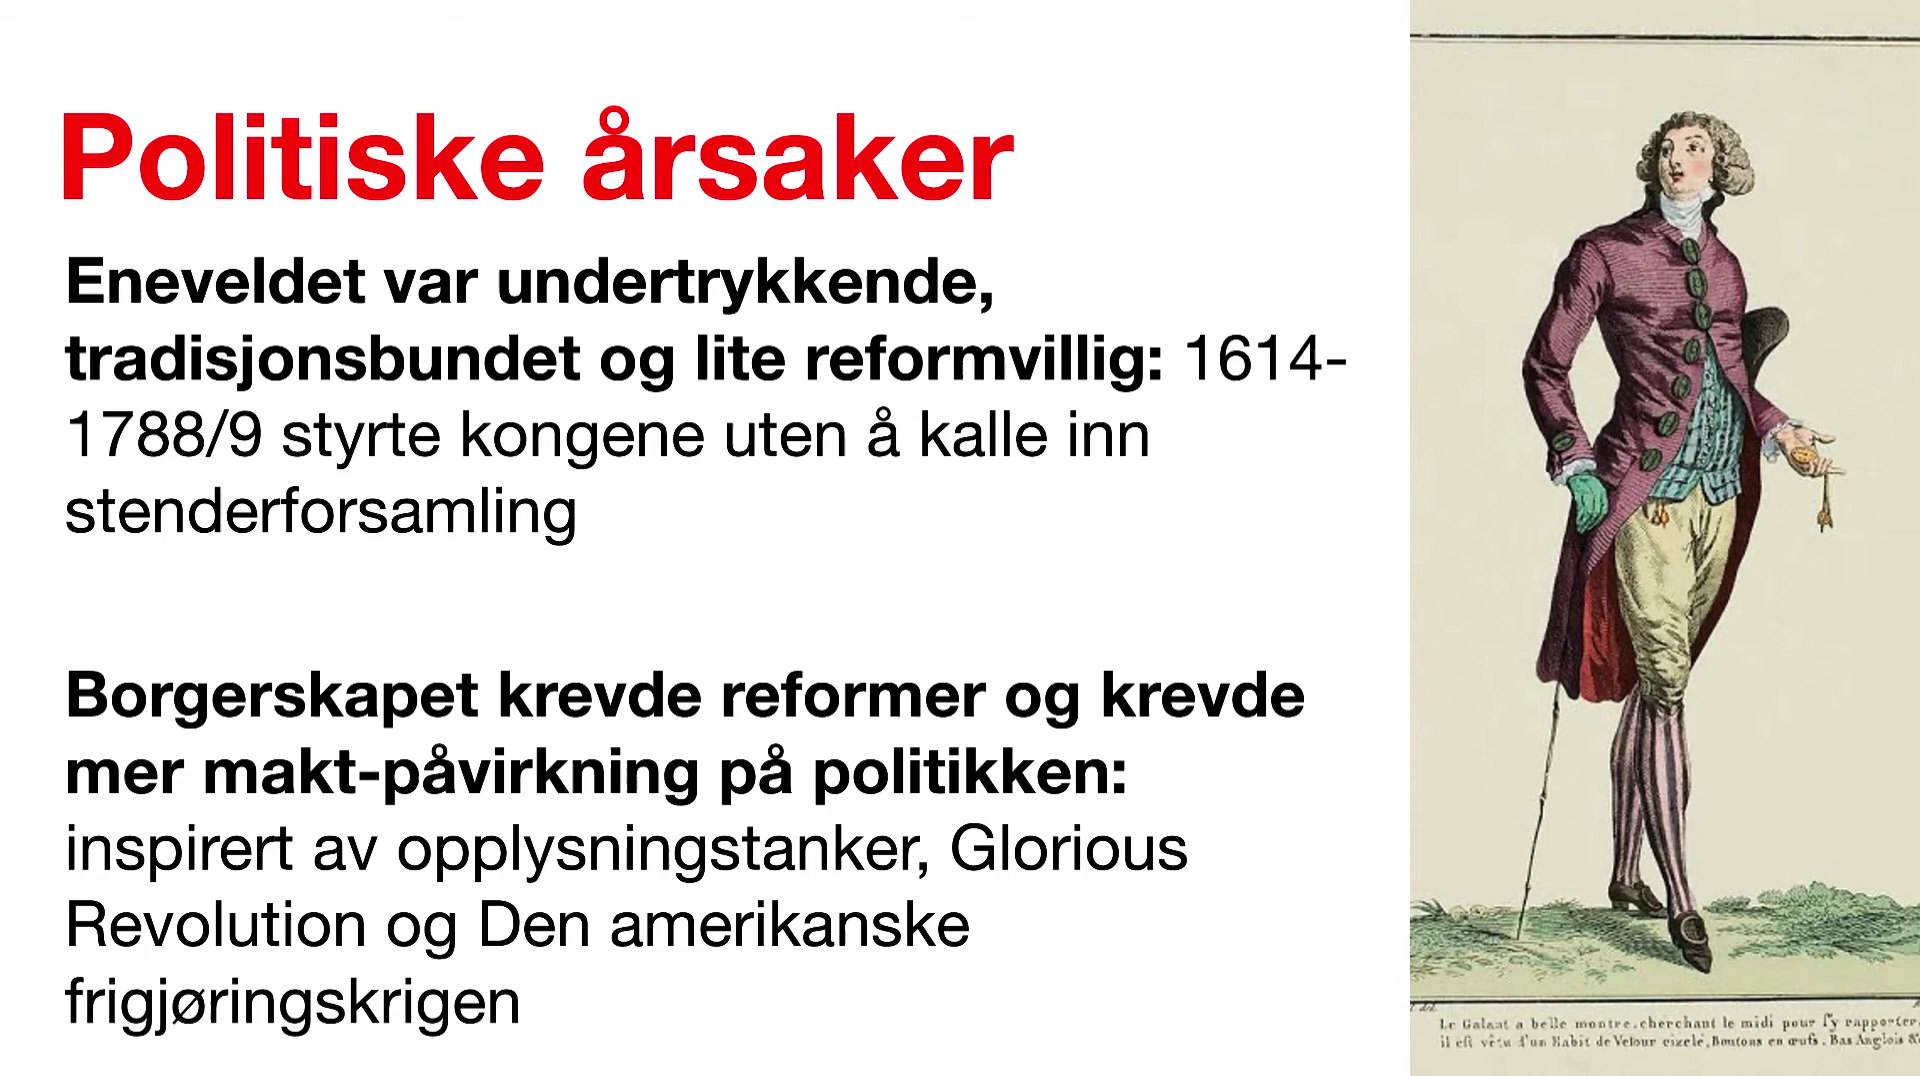 Politiske årsaker
Eneveldet var undertrykkende,
tradisjonsbundet og lite reformvillig: 1614-
1788/9 styrte kongene uten å kalle inn
stenderforsamling
Borgerskapet krevde reformer og krevde
mer makt-påvirkning på politikken:
inspirert av opplysningstanker, Glorious
Revolution og Den amerikanske
frigjøringskrigen
del.
Le Galant a belle montre, cherchant le midi pour s'y rapporter,
il est vêtu d'un Habit de Velour cizelé, Boutons en œufs. Bas Anglois &